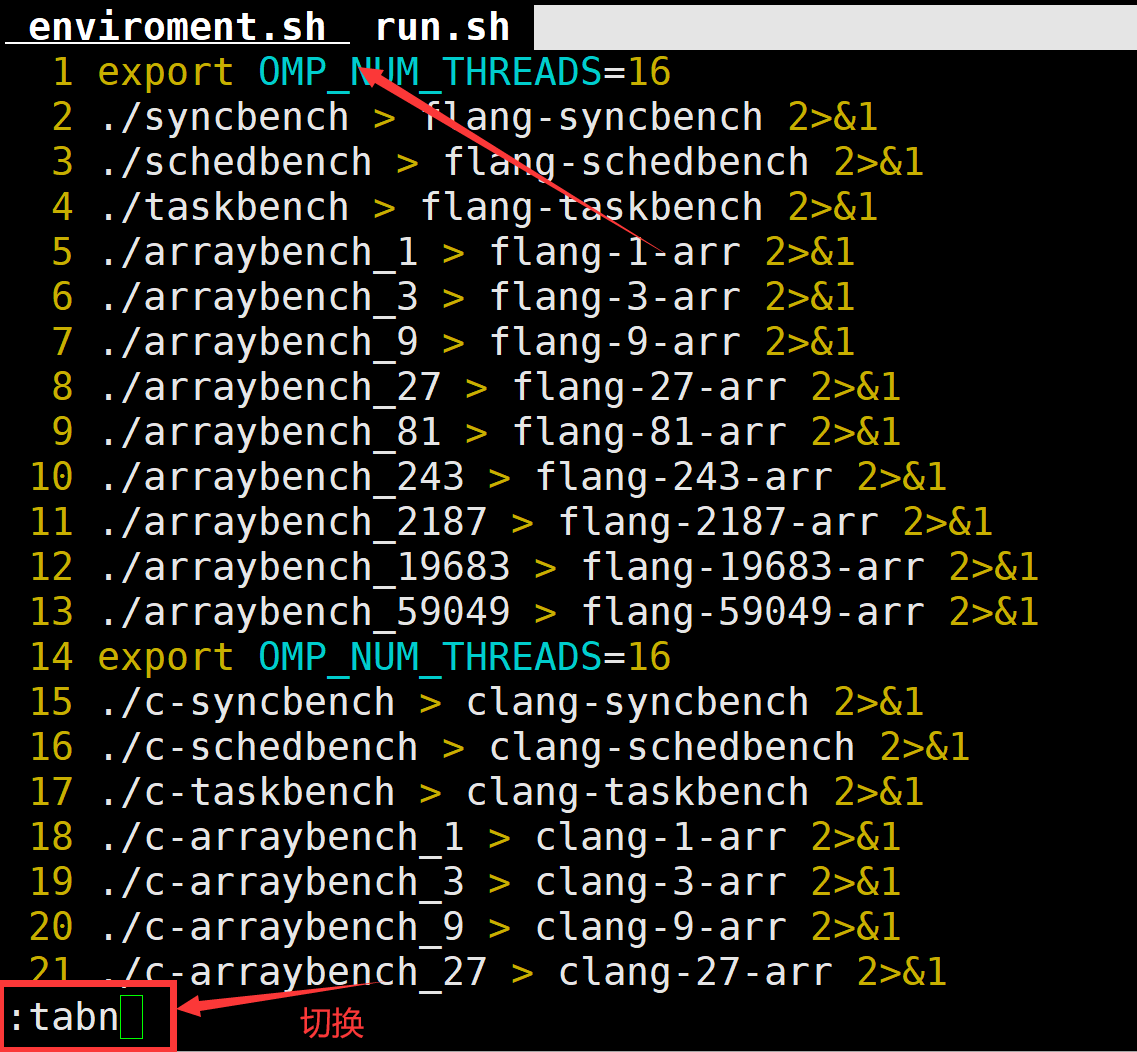 enviroment.sh run.sh
1 export OMP_NUM_THREADS=16
2 ./syncbench > flang-syncbench 2>&1
3 ./schedbench > flang-schedbench 2>&1
4 ./taskbench > flang-taskbench 2>&1
5 ./arraybench_1 > flang-1-arr 2>&1
6 ./arraybench_3 > flang-3-arr 2>&1
7 ./arraybench_9 > flang-9-arr 2>&1
8 ./arraybench_27 > flang-27-arr 2>&1
9 ./arraybench_81 > flang-81-arr 2>&1
10 ./arraybench_243 > flang-243-arr 2>&1
11 ./arraybench_2187 > flang-2187-arr 2>&1
12 ./arraybench_19683 > flang-19683-arr 2>&1
13 ./arraybench_59049 > flang-59049-arr 2>&1
14 export OMP_NUM_THREADS=16
15 ./c-syncbench > clang-syncbench 2>&1
16 ./c-schedbench > clang-schedbench 2>&1
17 ./c-taskbench > clang-taskbench 2>&1
18 ./c-arraybench_1 > clang-1-arr 2>&1
19 ./c-arraybench_3 > clang-3-arr 2>&1
20 ./c-arraybench_9 > clang-9-arr 2>&1
21 ./c-arraybench_27 > clang-27-arr 2>&1
:tabn
切换